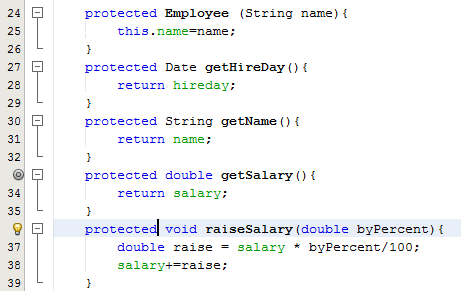 24 protected Employee (String name){
25 this.name=name;
26 }
27 protected Date getHireDay(){
28 return hireday;
29 }
30 protected String getName(){
31 return name;
32 }
protected double getSalary(){
34 return salary;
35 }
protected void raiseSalary(double byPercent){
37 double raise = salary * byPercent/100;
38 salary+=raise;
39 }